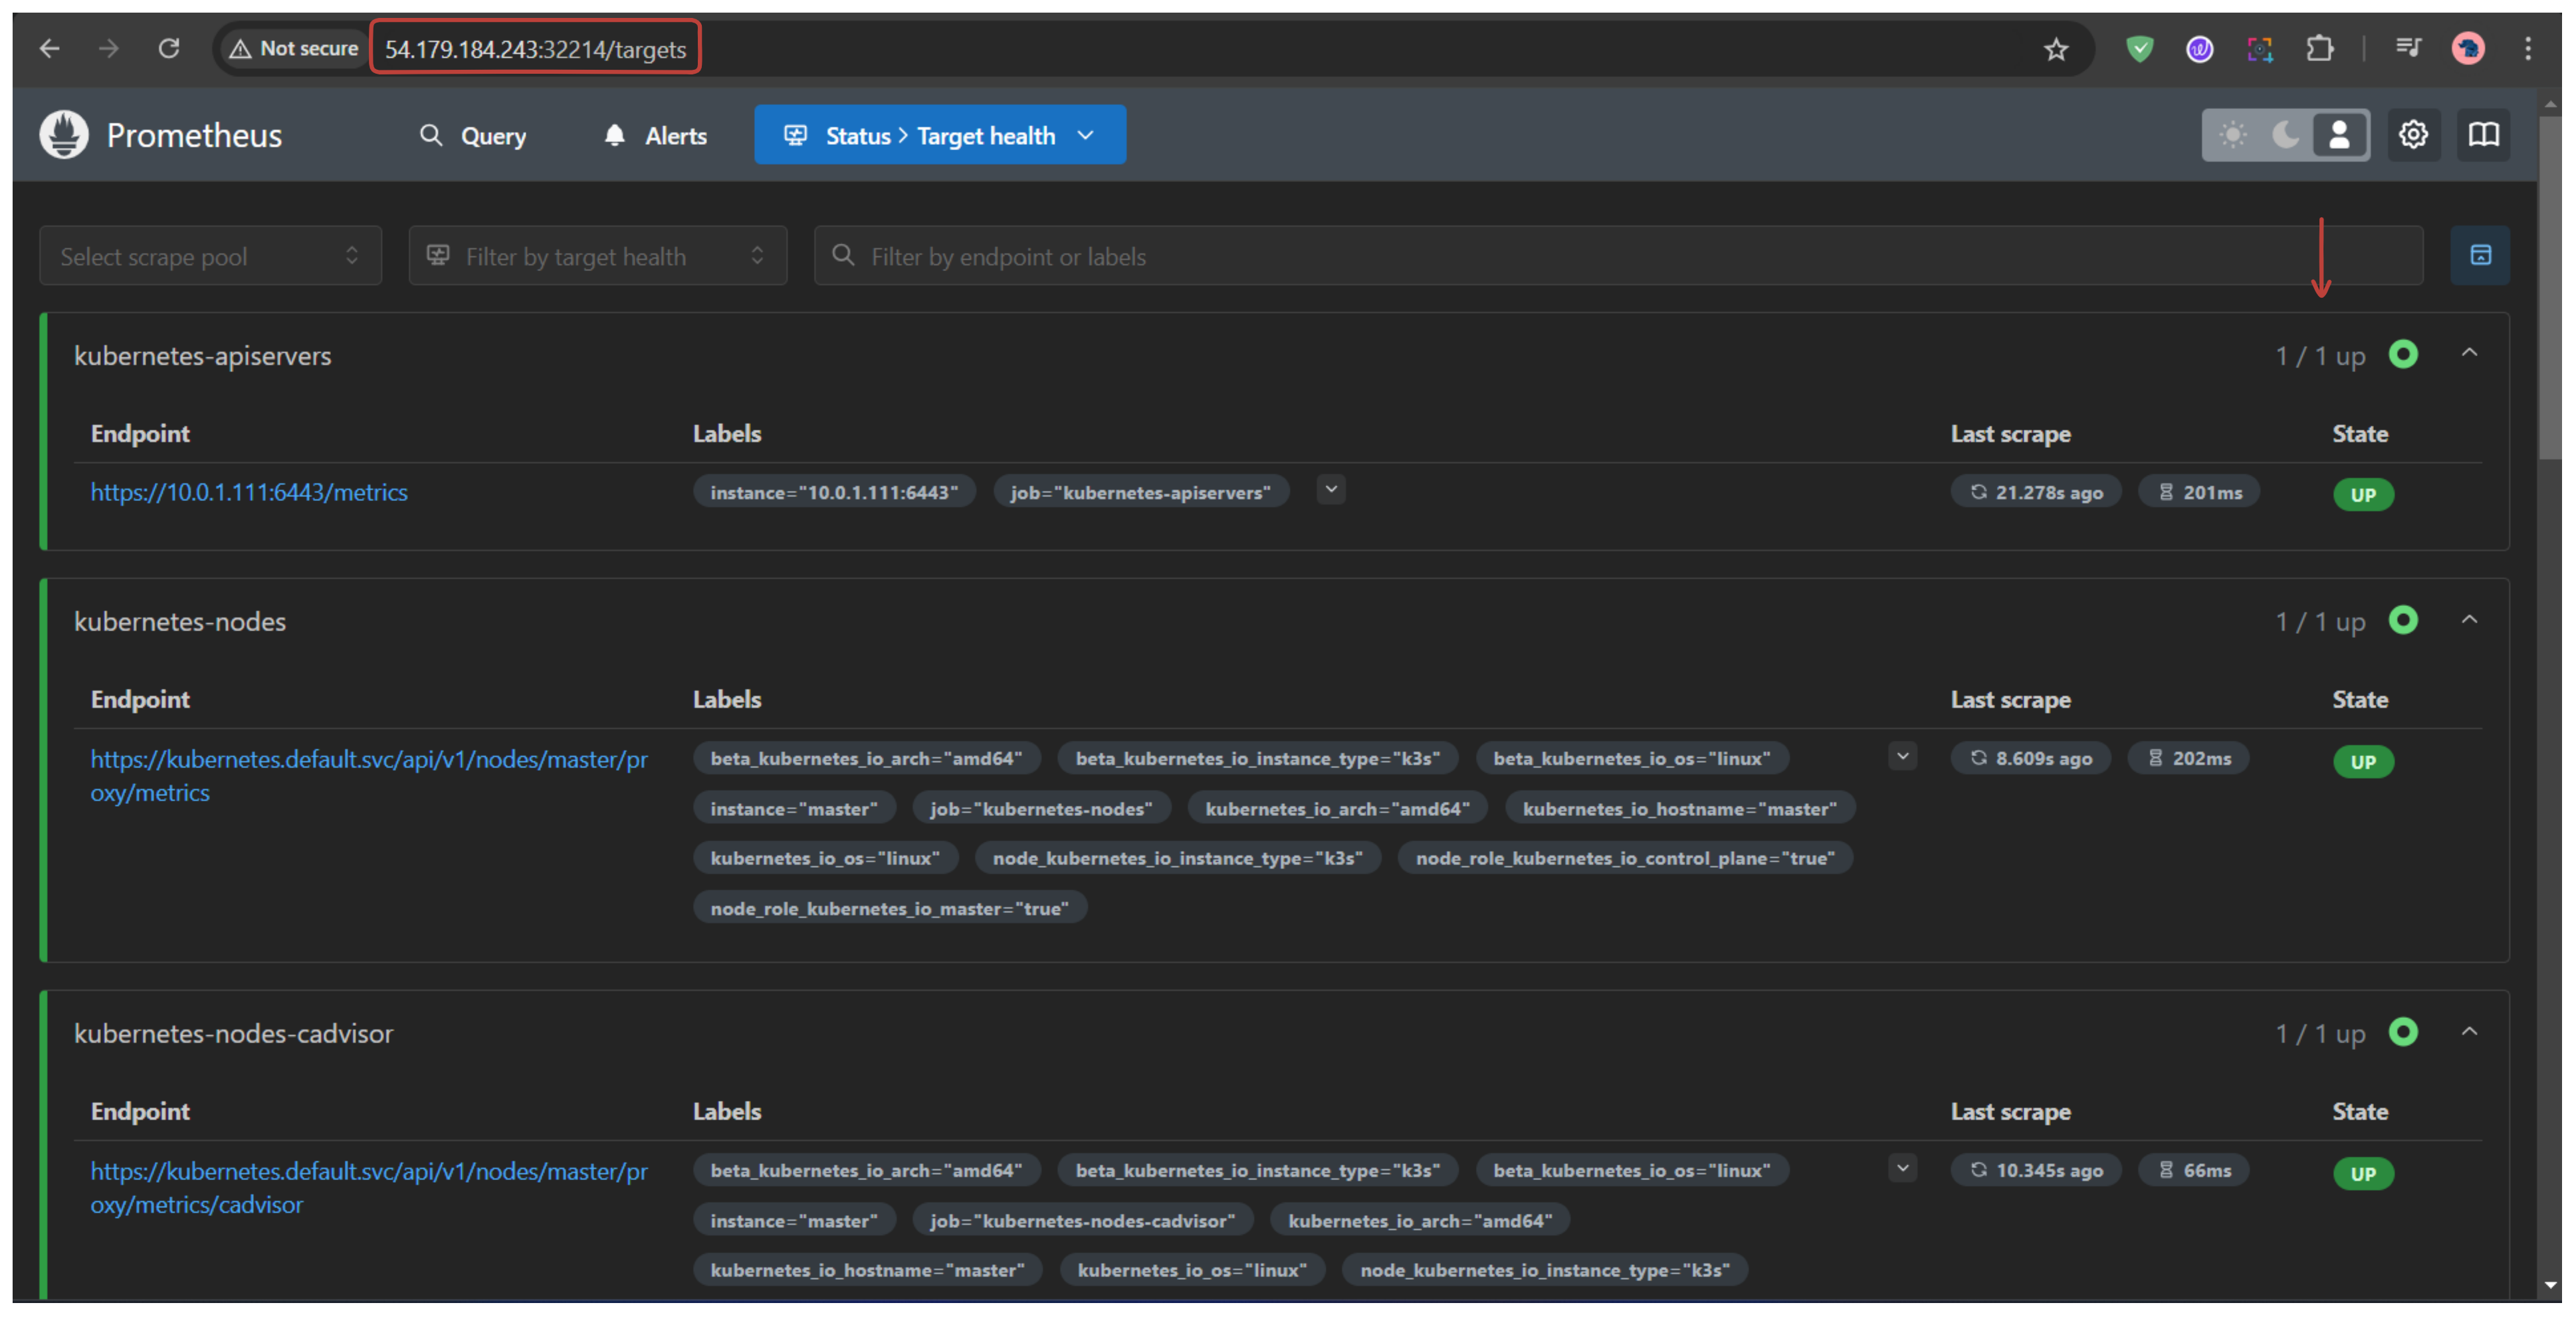 Not secure 54.179.184.243:32214/targets
Prometheus Query Alerts Status > Target health
Select scrape pool Filter by target health Filter by endpoint or labels
kubernetes-apiservers 1 / 1 up
Endpoint Labels Last scrape State
https://10.0.1.111:6443/metrics instance="10.0.1.111:6443" job="kubernetes-apiservers" 21.278s ago 201ms UP
kubernetes-nodes 1 / 1 up
Endpoint Labels Last scrape State
https://kubernetes.default.svc/api/v1/nodes/master/pr beta_kubernetes_io_arch="amd64" beta_kubernetes_io_instance_type="k3s" beta_kubernetes_io_os="linux" 8.609s ago 202ms UP
oxy/metrics instance="master" job="kubernetes-nodes" kubernetes_io_arch="amd64" kubernetes_io_hostname="master"
kubernetes_io_os="linux" node_kubernetes_io_instance_type="k3s" node_role_kubernetes_io_control_plane="true"
node_role_kubernetes_io_master="true"
kubernetes-nodes-cadvisor 1 / 1 up
Endpoint Labels Last scrape State
https://kubernetes.default.svc/api/v1/nodes/master/pr beta_kubernetes_io_arch="amd64" beta_kubernetes_io_instance_type="k3s" beta_kubernetes_io_os="linux" 10.345s ago 66ms UP
oxy/metrics/cadvisor instance="master" job="kubernetes-nodes-cadvisor" kubernetes_io_arch="amd64"
kubernetes_io_hostname="master" kubernetes_io_os="linux" node_kubernetes_io_instance_type="k3s"